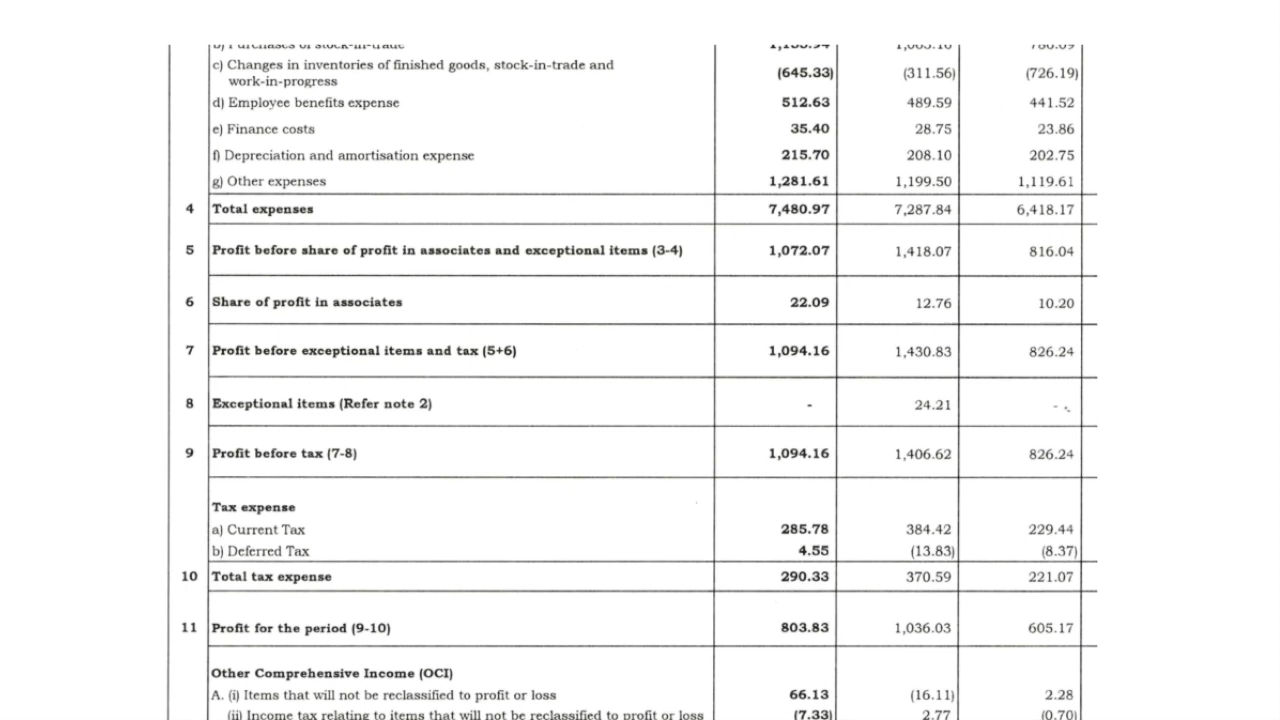 b) Purchases of stock-in-trade
c) Changes in inventories of finished goods, stock-in-trade and (645.33) (311.56) (726.19)
work-in-progress
d) Employee benefits expense 512.63 489.59 441.52
e) Finance costs 35.40 28.75 23.86
f) Depreciation and amortisation expense 215.70 208.10 202.75
g) Other expenses 1,281.61 1,199.50 1,119.61
4 Total expenses 7,480.97 7,287.84 6,418.17
5 Profit before share of profit in associates and exceptional items (3-4) 1,072.07 1,418.07 816.04
6 Share of profit in associates 22.09 12.76 10.20
7 Profit before exceptional items and tax (5+6) 1,094.16 1,430.83 826.24
8 Exceptional items (Refer note 2) - 24.21 -
9 Profit before tax (7-8) 1,094.16 1,406.62 826.24
Tax expense
a) Current Tax 285.78 384.42 229.44
b) Deferred Tax 4.55 (13.83) (8.37)
10 Total tax expense 290.33 370.59 221.07
11 Profit for the period (9-10) 803.83 1,036.03 605.17
Other Comprehensive Income (OCI)
A. (i) Items that will not be reclassified to profit or loss 66.13 (16.11) 2.28
(ii) Income tax relating to items that will not be reclassified to profit or loss (7.33) 2.77 (0.70)